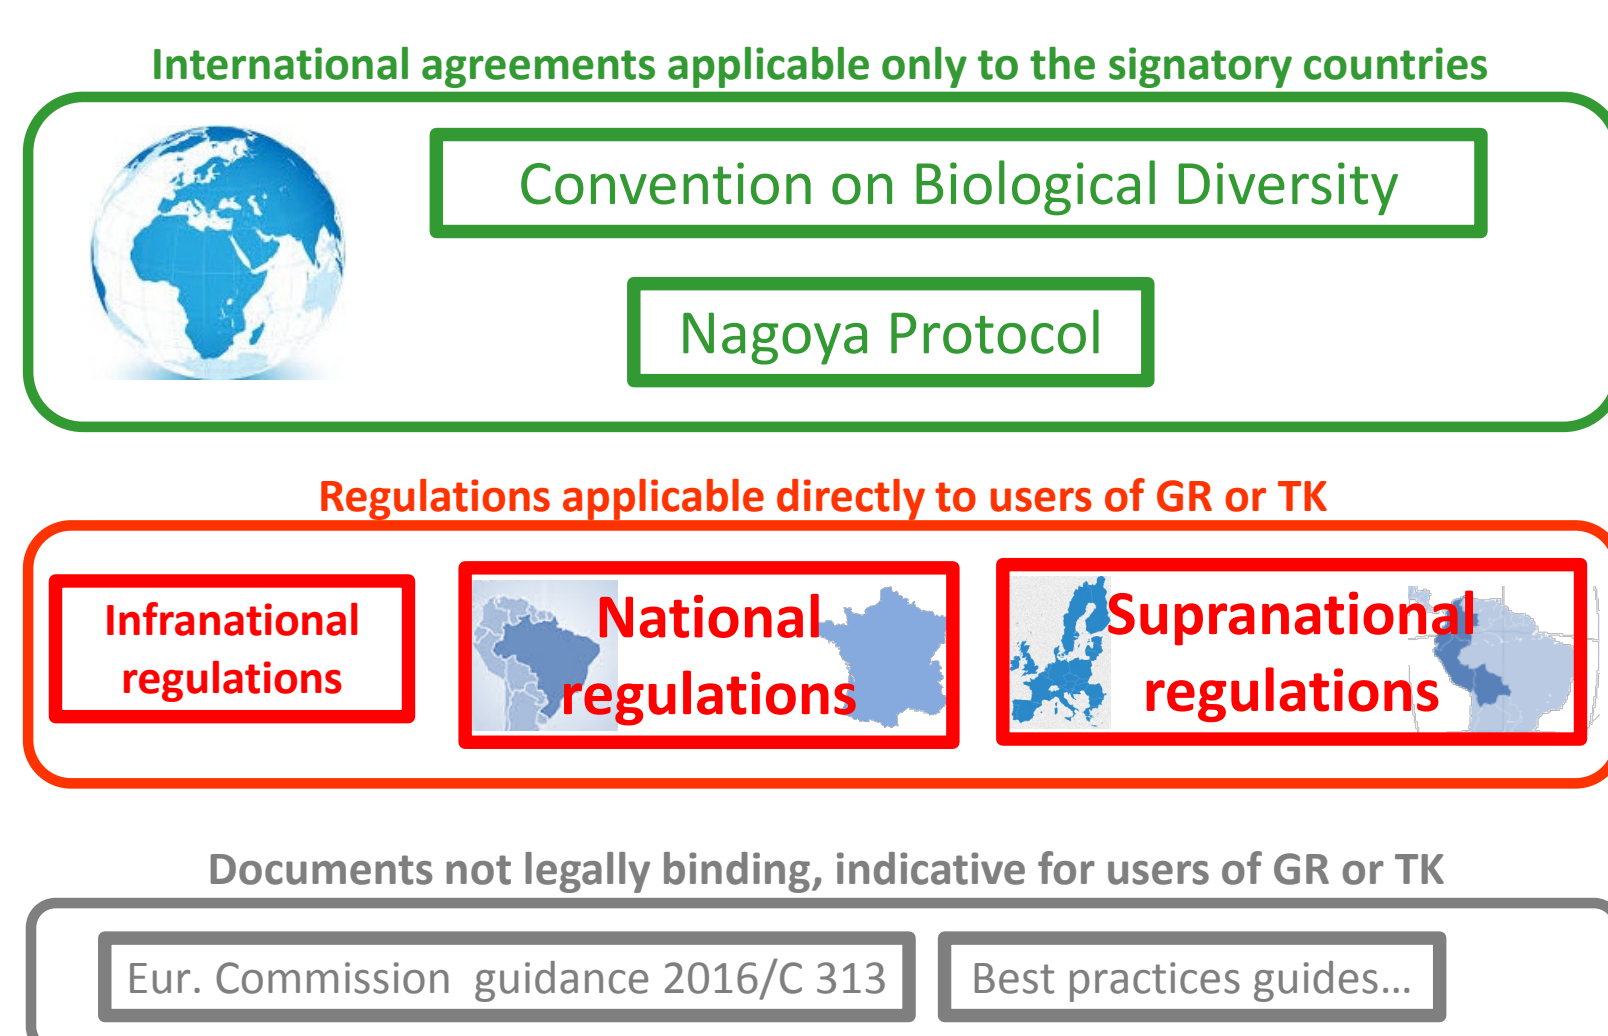 International agreements applicable only to the signatory countries
Convention on Biological Diversity
Nagoya Protocol
Regulations applicable directly to users of GR or TK
Infranational
regulations
National
regulations
Supranational
regulations
Documents not legally binding, indicative for users of GR or TK
Eur. Commission guidance 2016/C 313
Best practices guides...